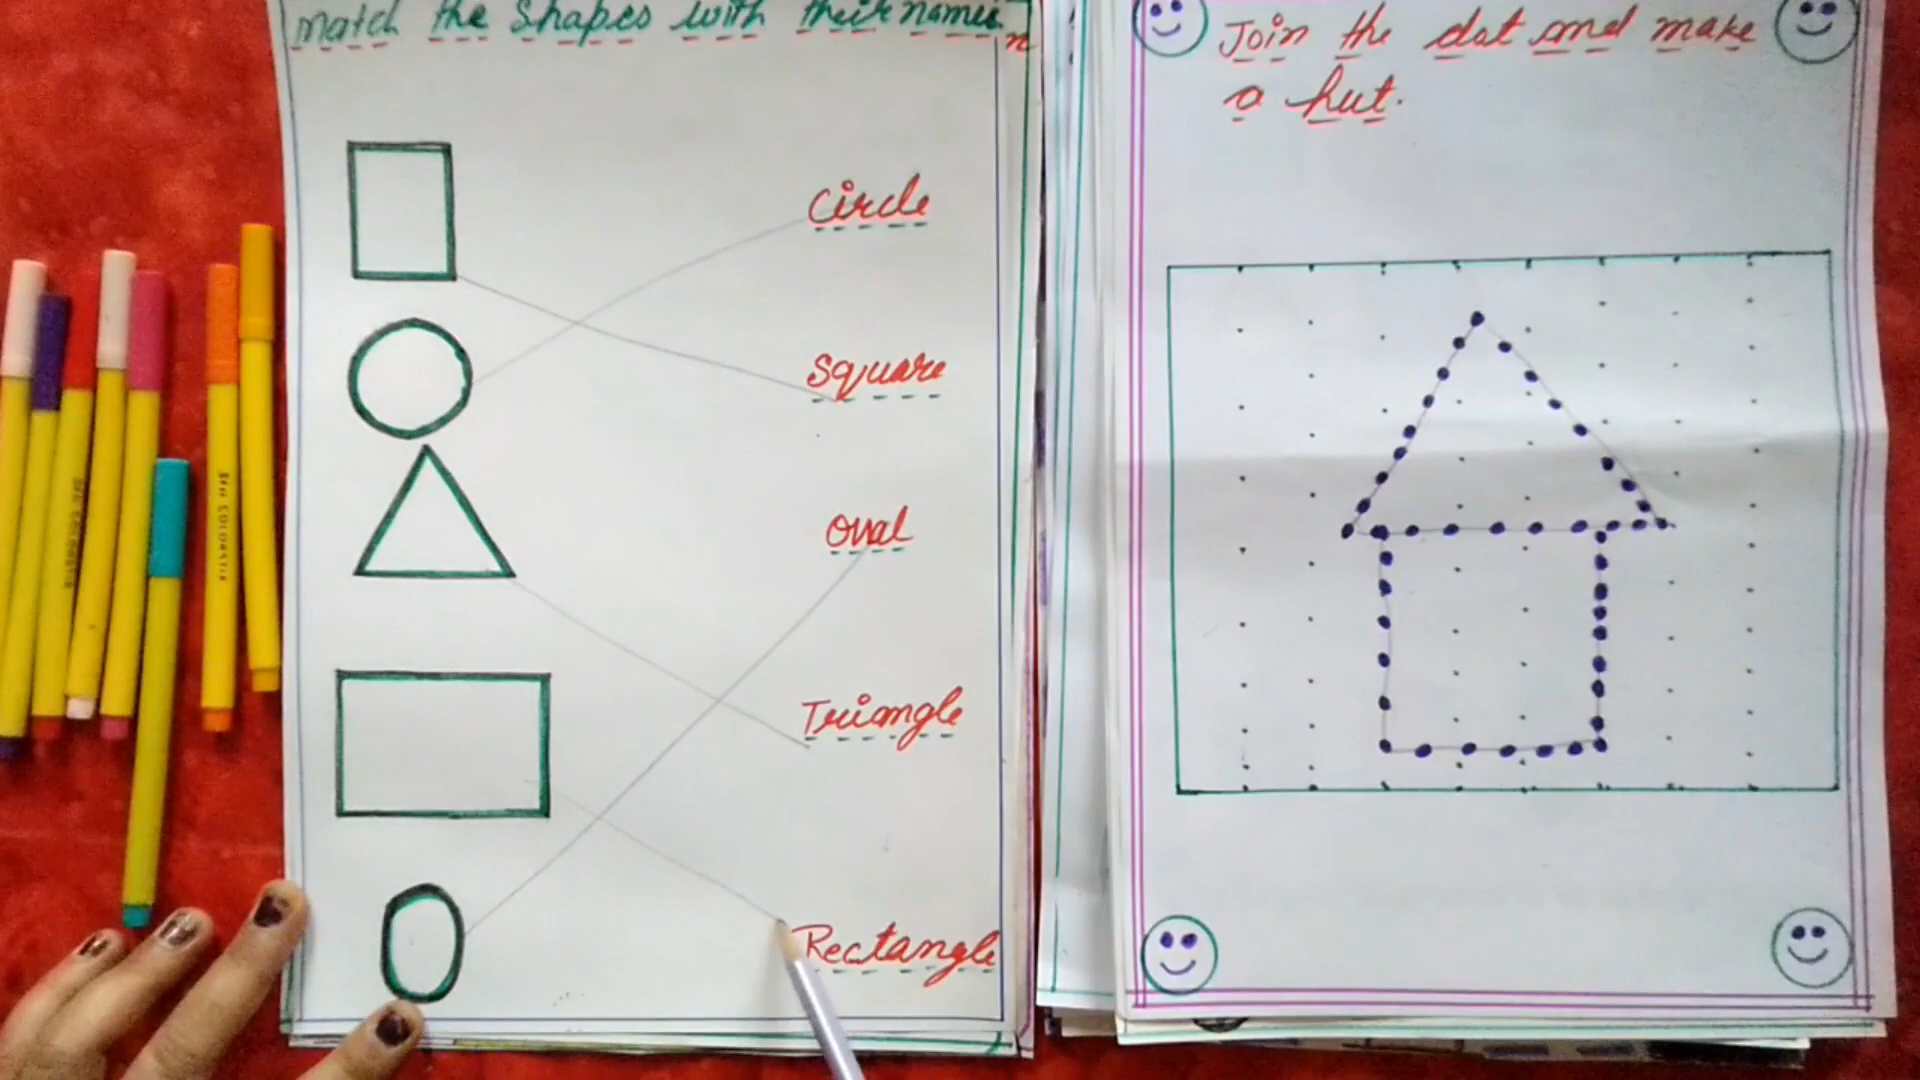 match the Shapes with their names.
Circle
Square
Oval
Triangle
Rectangle
Join the dot and make
a hut.